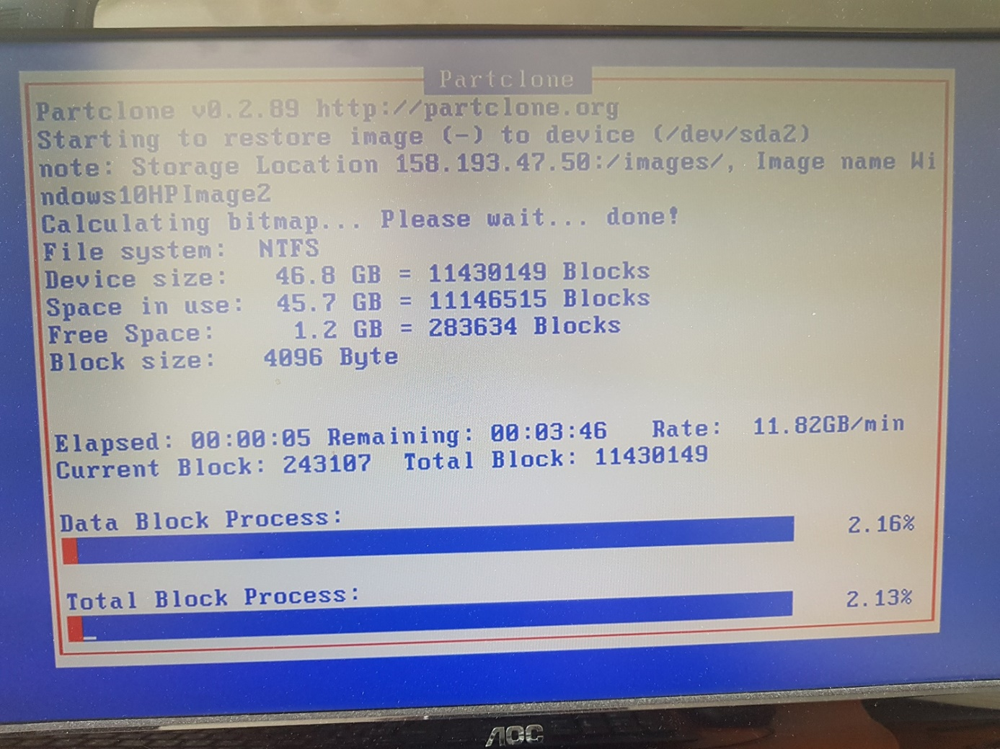 Partclone
Partclone v0.2.89 http://partclone.org
Starting to restore image (-) to device (/dev/sda2)
note: Storage Location 158.193.47.50:/images/, Image name Wi
ndows10HPImage2
Calculating bitmap... Please wait... done!
File system: NTFS
Device size: 46.8 GB = 11430149 Blocks
Space in use: 45.7 GB = 11146515 Blocks
Free Space: 1.2 GB = 283634 Blocks
Block size: 4096 Byte
Elapsed: 00:00:05 Remaining: 00:03:46 Rate: 11.82GB/min
Current Block: 243107 Total Block: 11430149
Data Block Process:
2.16%
Total Block Process:
2.13%
AOC